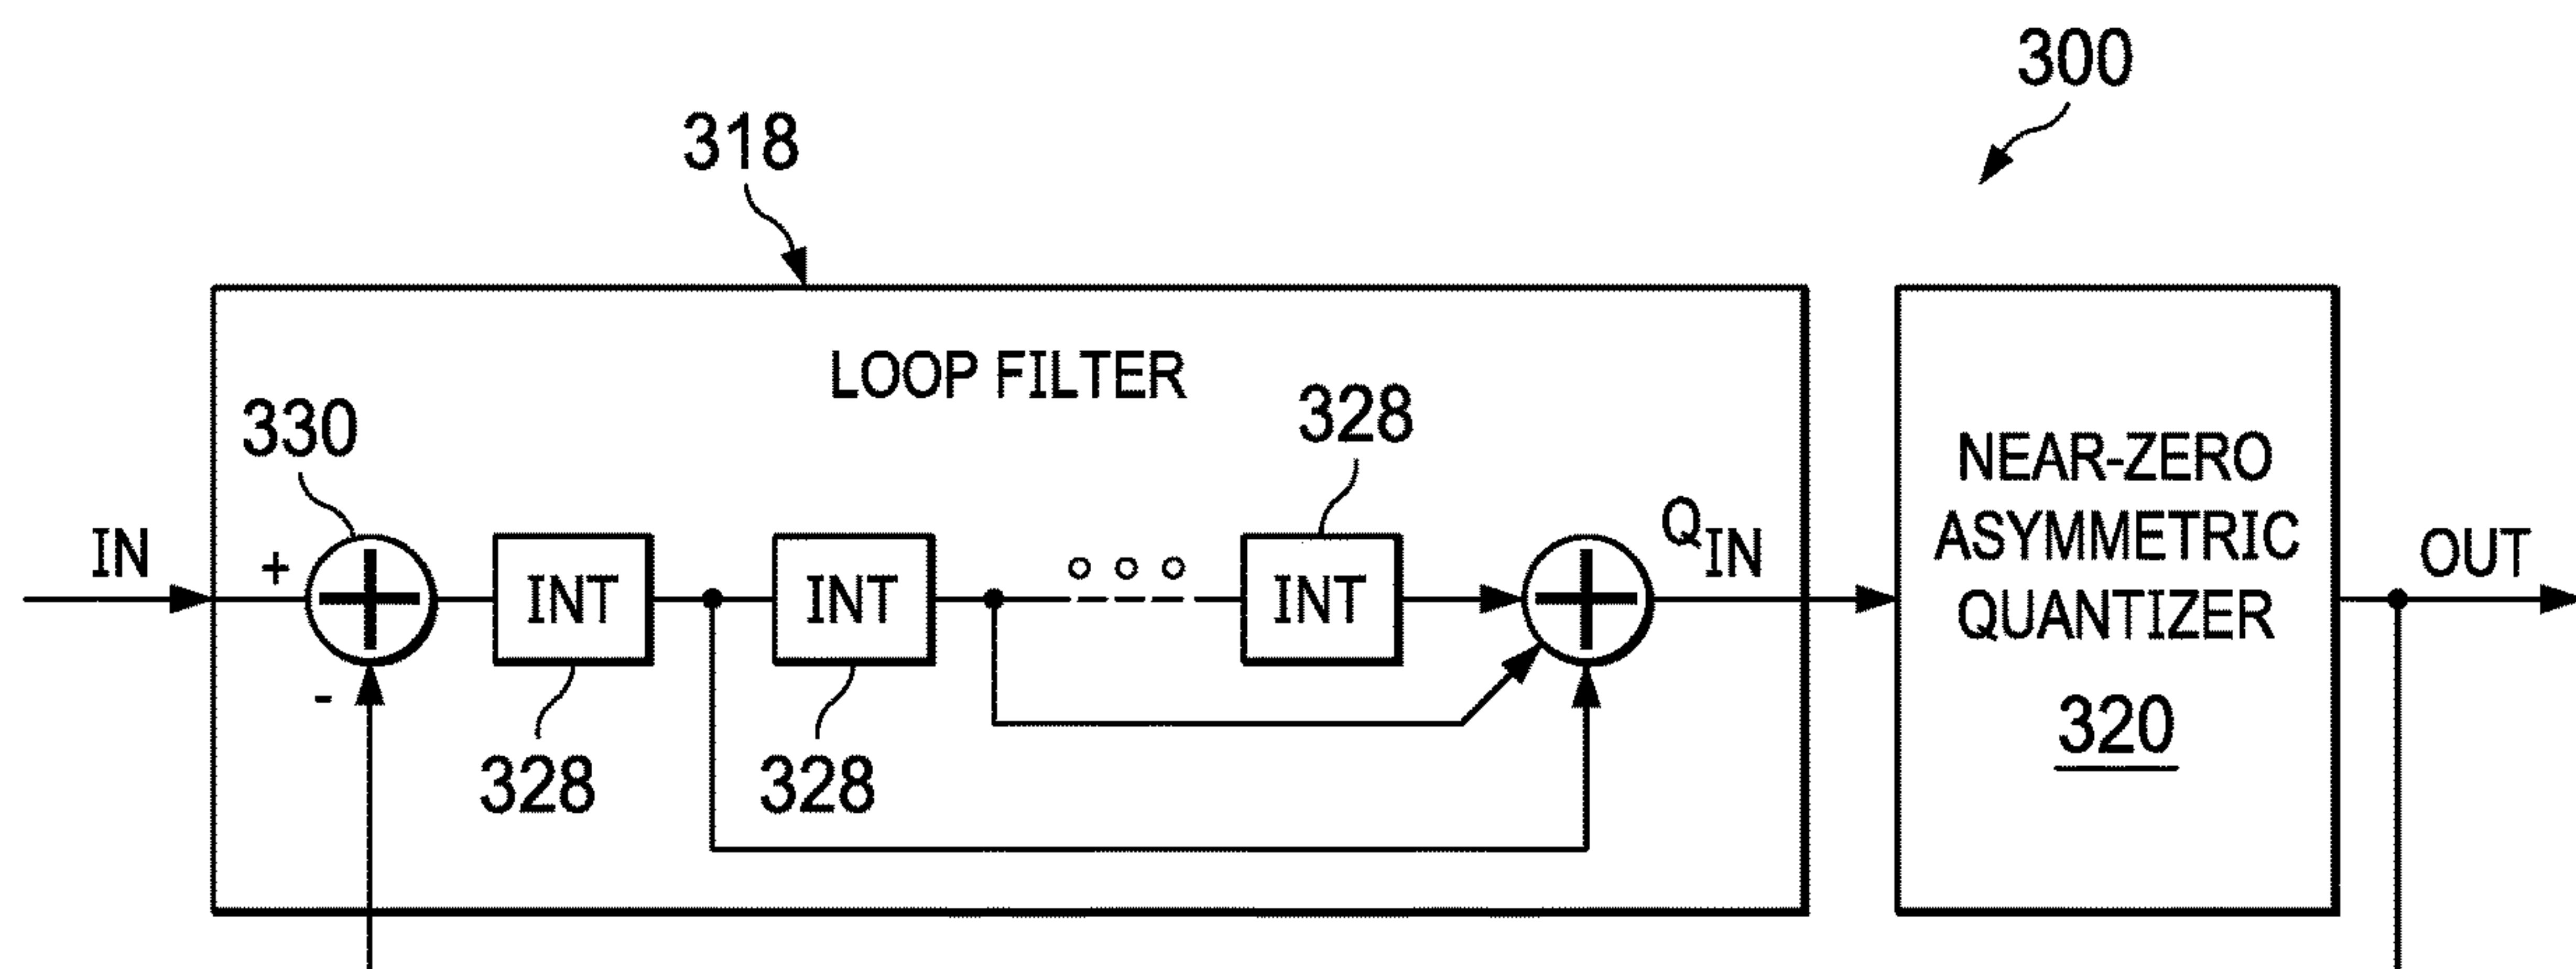 300
318
LOOP FILTER
330
328
IN
+
-
INT
INT
INT
Q IN
328
328
NEAR-ZERO
ASYMMETRIC
QUANTIZER
320
OUT